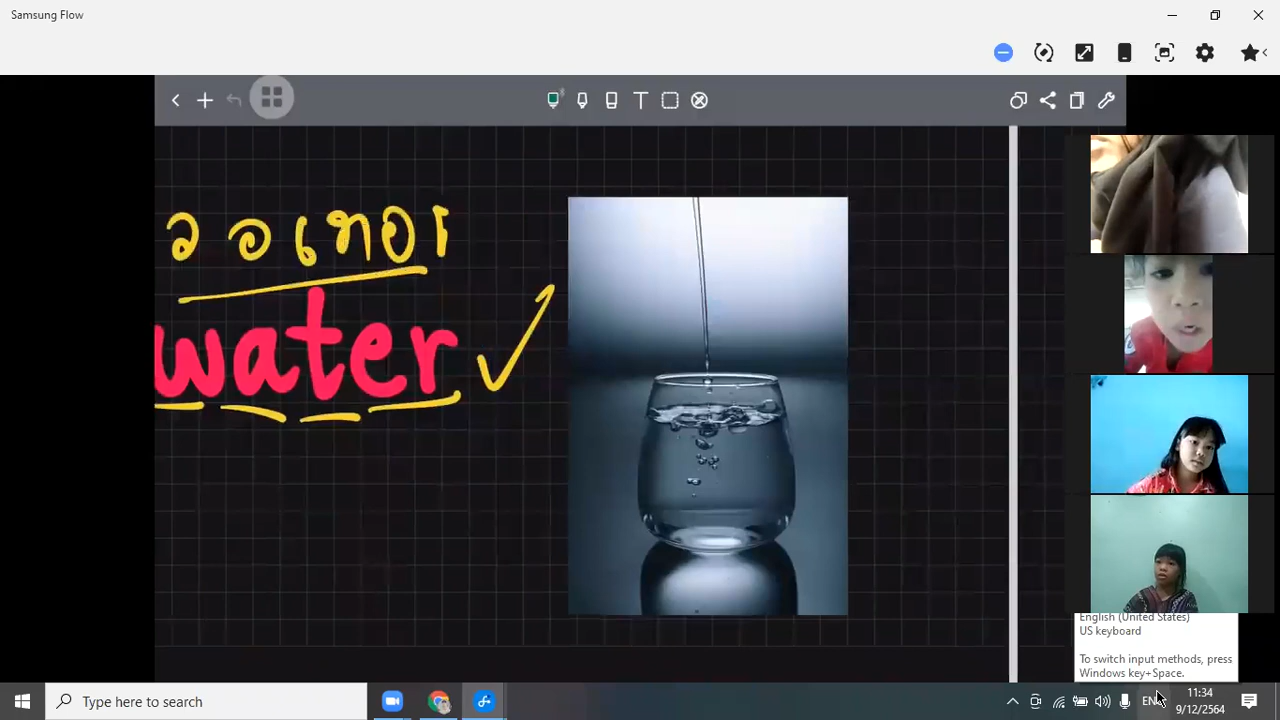 Samsung Flow
วอเทอร
water
English (United States)
US keyboard
To switch input methods, press
Windows key+Space.
Type here to search
11:34
9/12/2564